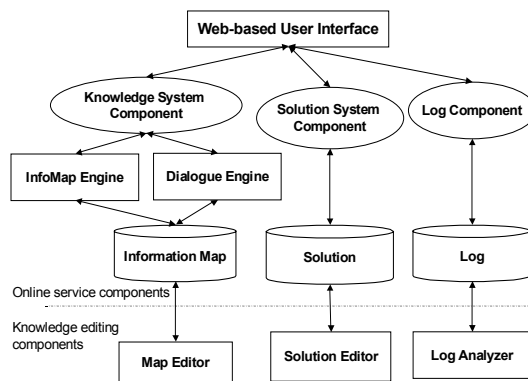 Web-based User Interface
Knowledge System
Component
Solution System
Component
Log Component
InfoMap Engine
Dialogue Engine
Information Map
Solution
Log
Online service components
Knowledge editing
components
Map Editor
Solution Editor
Log Analyzer